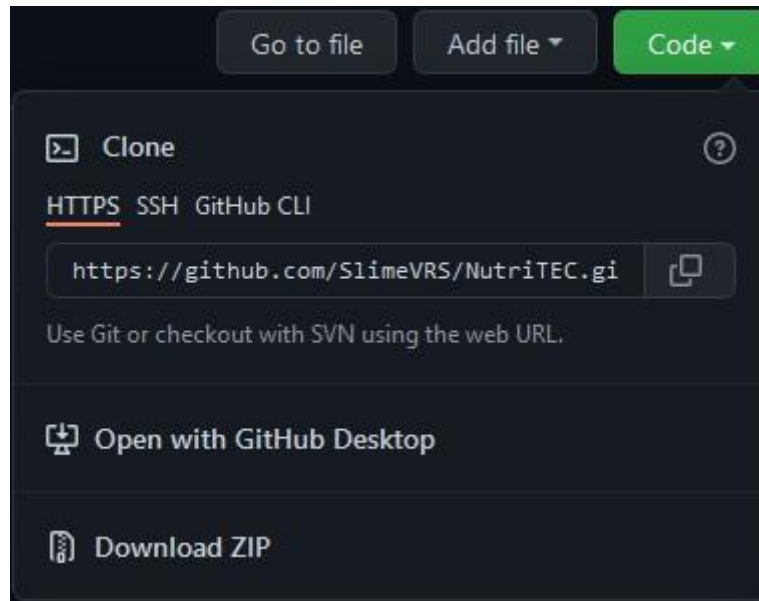 Go to file Add file Code
Clone
HTTPS SSH GitHub CLI
https://github.com/SlimeVRS/NutriTEC.gi
Use Git or checkout with SVN using the web URL.
Open with GitHub Desktop
Download ZIP